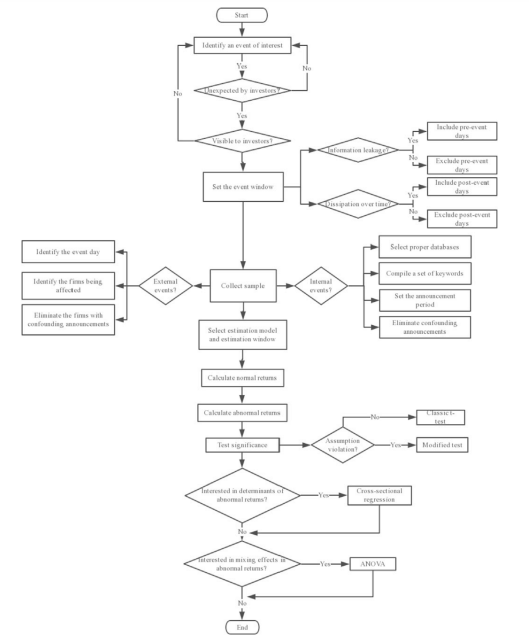 Start
Identify an event of interest
Yes
No
No
Unexpected by investors?
Yes
Visible to investors?
Information leakage?
Yes
Include pre-event
days
No
Exclude pre-event
days
Set the event window
Dissipation over time?
Yes
Include post-event
days
No
Exclude post-event
days
Identify the event day
Identify the firms being
affected
Eliminate the firms with
confounding announcements
External
events?
Collect sample
Internal
events?
Select proper databases
Compile a set of keywords
Set the announcement
period
Eliminate confounding
announcements
Select estimation model
and estimation window
Calculate normal returns
Calculate abnormal returns
Test significance
Assumption
violation?
No
Classic t-
test
Yes
Modified test
Interested in determinants of
abnormal returns?
Yes
Cross-sectional
regression
No
Interested in mixing effects in
abnormal returns?
Yes
ANOVA
No
End